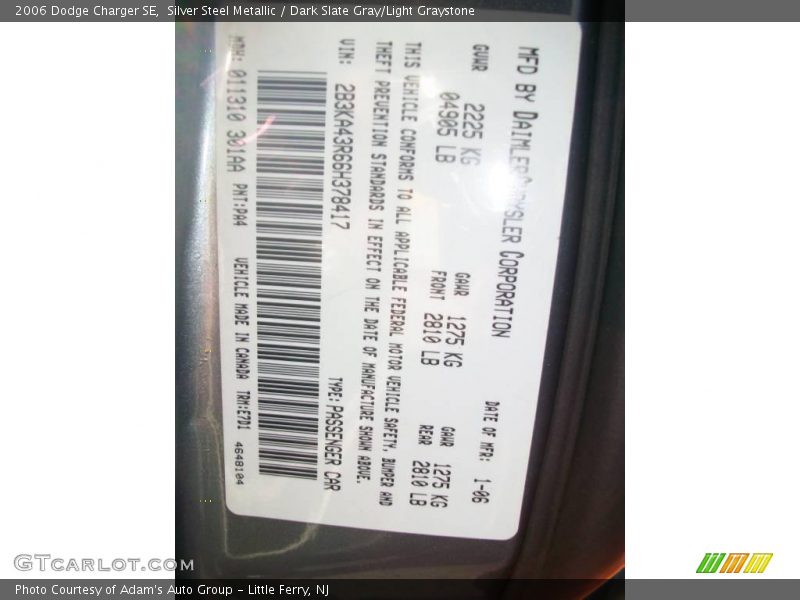 2006 Dodge Charger SE,  Silver Steel Metallic / Dark Slate Gray/Light Graystone
MFD BY DAIMLERCHRYSLER CORPORATION
DATE OF MFR: 1-06
GVWR 2225 KG
04905 LB
GAWR FRONT 1275 KG
2810 LB
GAWR REAR 1275 KG
2810 LB
THIS VEHICLE CONFORMS TO ALL APPLICABLE FEDERAL MOTOR VEHICLE SAFETY, BUMPER AND
THEFT PREVENTION STANDARDS IN EFFECT ON THE DATE OF MANUFACTURE SHOWN ABOVE.
VIN: 2B3KA43R66H378417 TYPE: PASSENGER CAR
MDH: 011310 301AA PNT:PA4 VEHICLE MADE IN CANADA TRM:E7D1 4648104
GTCarlot.com
Photo Courtesy of Adam's Auto Group - Little Ferry, NJ